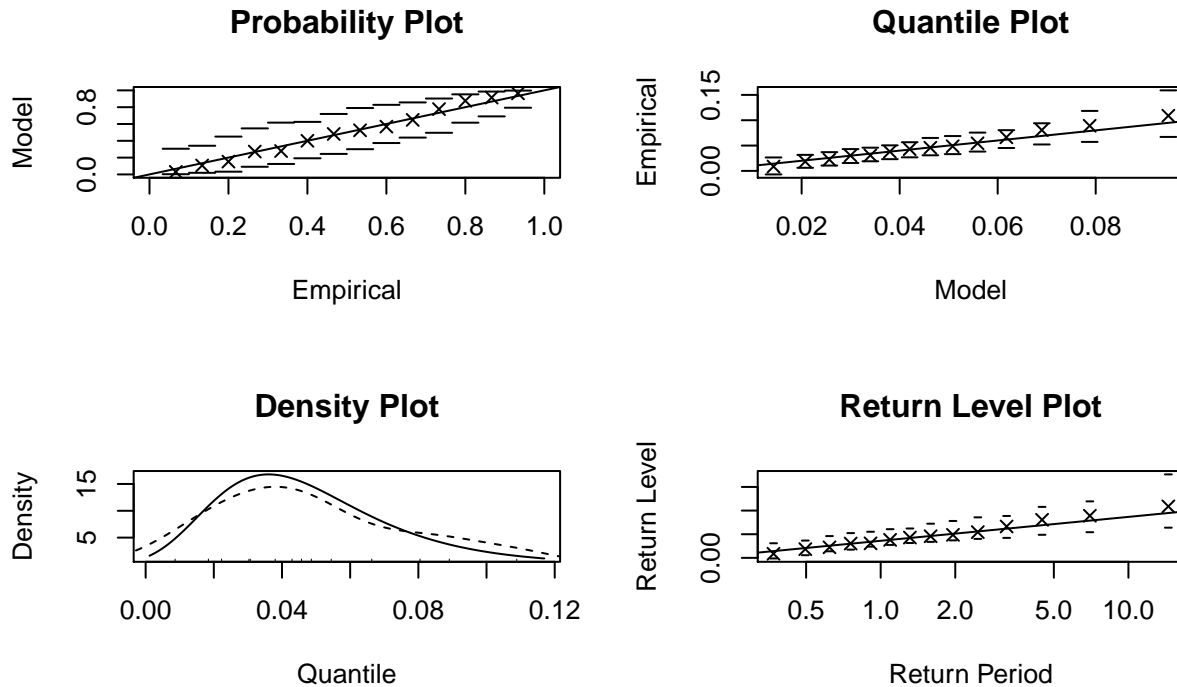 Probability Plot
Model
0.0 0.8
0.0 0.2 0.4 0.6 0.8 1.0
Empirical
Quantile Plot
Empirical
0.00 0.15
0.02 0.04 0.06 0.08
Model
Density Plot
Density
5 15
0.00 0.04 0.08 0.12
Quantile
Return Level Plot
Return Level
0.00
0.5 1.0 2.0 5.0 10.0
Return Period